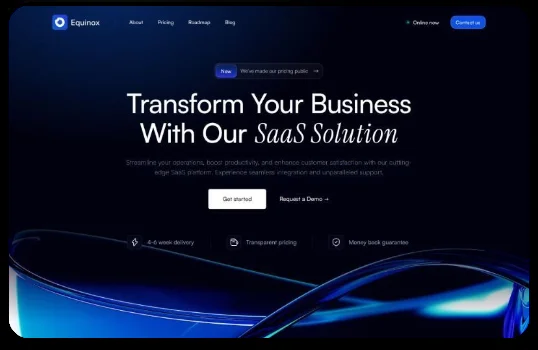 Equinox
About
Pricing
Roadmap
Blog
Online now
Contact us
New We've made our pricing public →
Transform Your Business
With Our SaaS Solution
Streamline your operations, boost productivity, and enhance customer satisfaction with our cutting-
edge SaaS platform. Experience seamless integration and unparalleled support.
Get started
Request a Demo →
4-6 week delivery
Transparent pricing
Money back guarantee